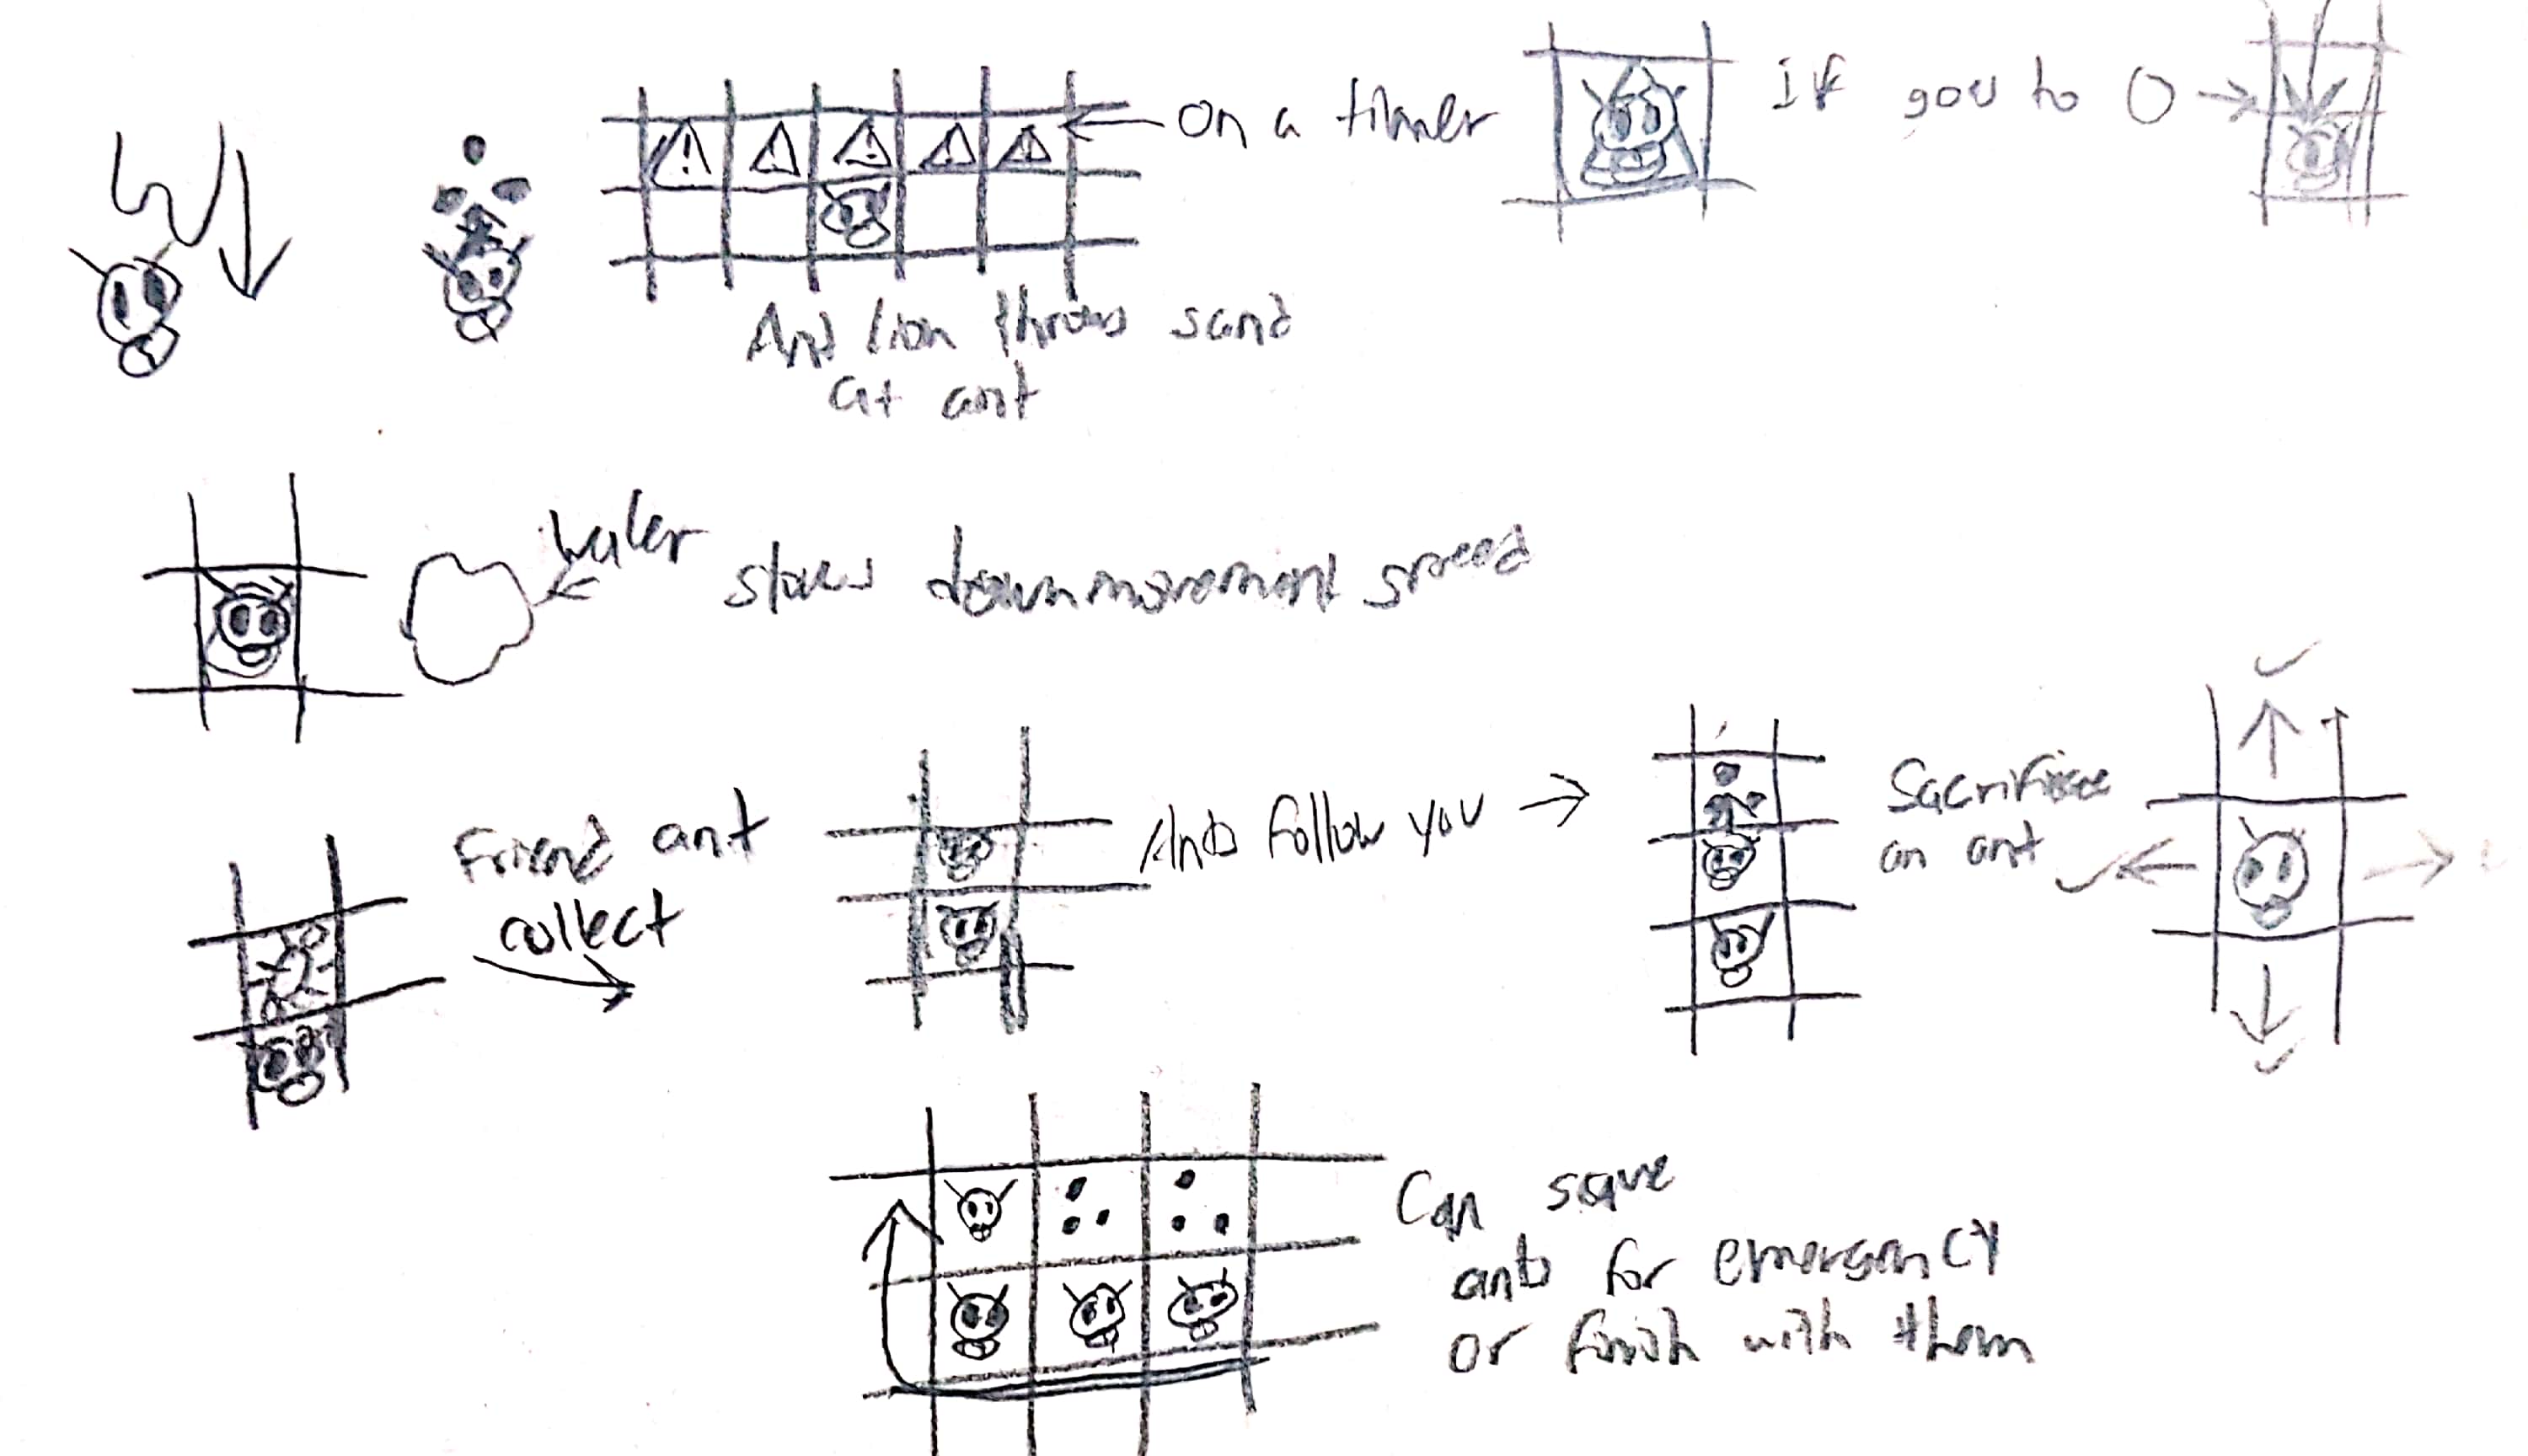 On a timer
If you to 0
Ant lion throws sand
at ant
water
slows down movement speed
Friend ant
collect
Ants follow you
Sacrifice
an ant
Can save
ants for emergency
or finish with them